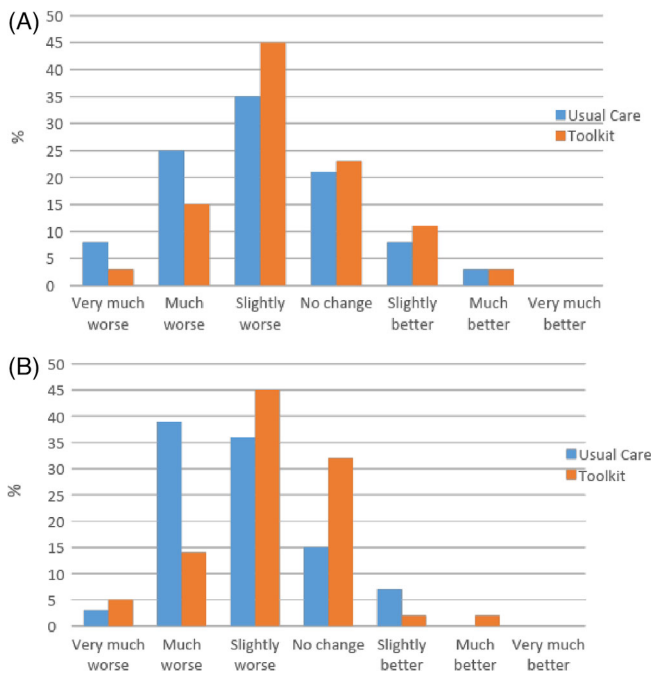 (A)
50
45
40
35
30
25
20
15
10
5
0
%
Usual Care
Toolkit
Very much worse
Much worse
Slightly worse
No change
Slightly better
Much better
Very much better
(B)
50
45
40
35
30
25
20
15
10
5
0
%
Usual Care
Toolkit
Very much worse
Much worse
Slightly worse
No change
Slightly better
Much better
Very much better